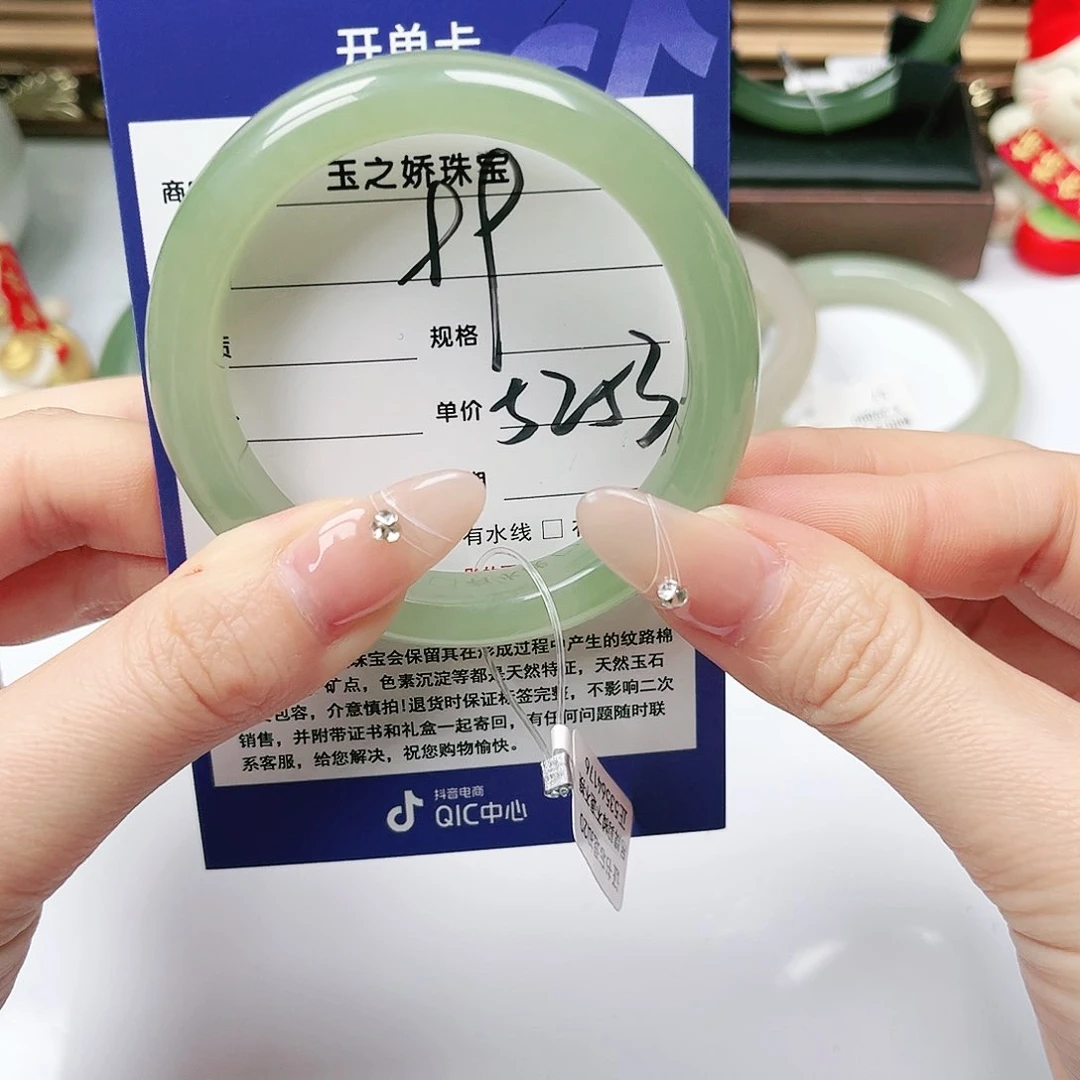 开单卡
玉之娇珠宝
规格
单价 5253
有水线 □
珠宝会保留其在形成过程中产生的纹路棉
矿点，色素沉淀等都是天然特征，天然玉石
包容，介意慎拍！退货时保证标签完整，不影响二次
销售，并附带证书和礼盒一起寄回，有任何问题随时联
系客服，给您解决，祝您购物愉快。
抖音电商
QIC中心